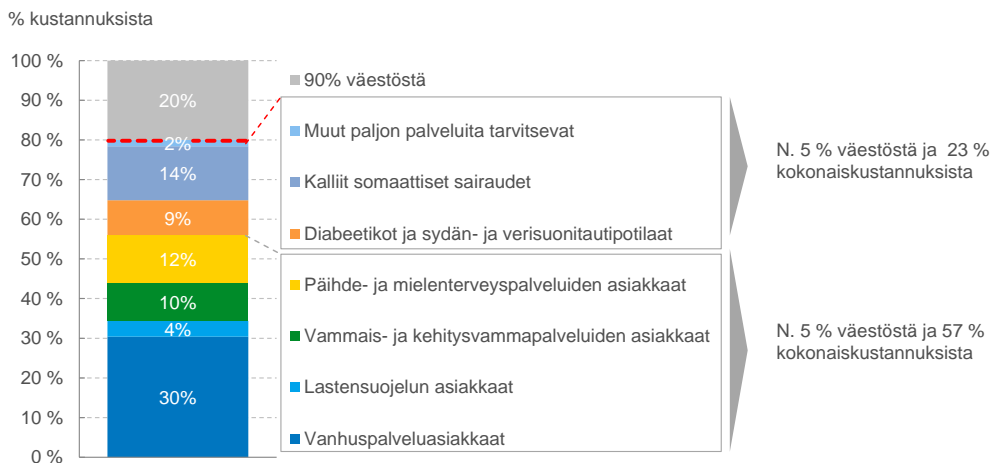 % kustannuksista
100 %
90 %
80 %
70 %
60 %
50 %
40 %
30 %
20 %
10 %
0 %
20%
2%
14%
9%
12%
10%
4%
30%
90% väestöstä
Muut paljon palveluita tarvitsevat
Kalliit somaattiset sairaudet
Diabeetikot ja sydän- ja verisuonitautipotilaat
Päihde- ja mielenterveyspalveluiden asiakkaat
Vammais- ja kehitysvammapalveluiden asiakkaat
Lastensuojelun asiakkaat
Vanhuspalveluasiakkaat
N. 5 % väestöstä ja 23 %
kokonaiskustannuksista
N. 5 % väestöstä ja 57 %
kokonaiskustannuksista